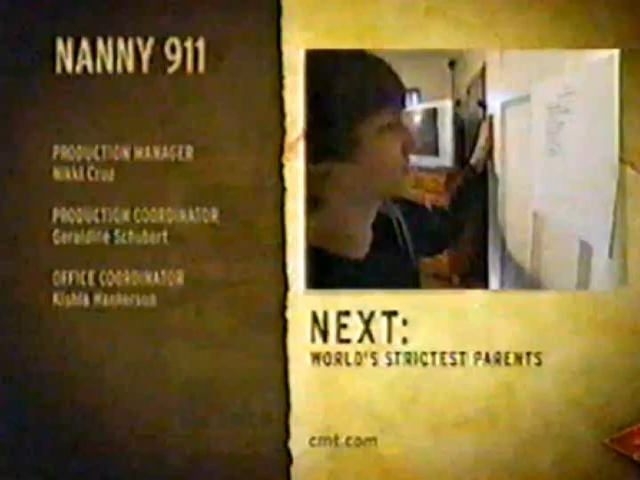 NANNY 911
PRODUCTION MANAGER
Nikki Cruz
PRODUCTION COORDINATOR
Geraldine Schubert
OFFICE COORDINATOR
NEXT:
WORLD'S STRICTEST PARENTS
cmt.com